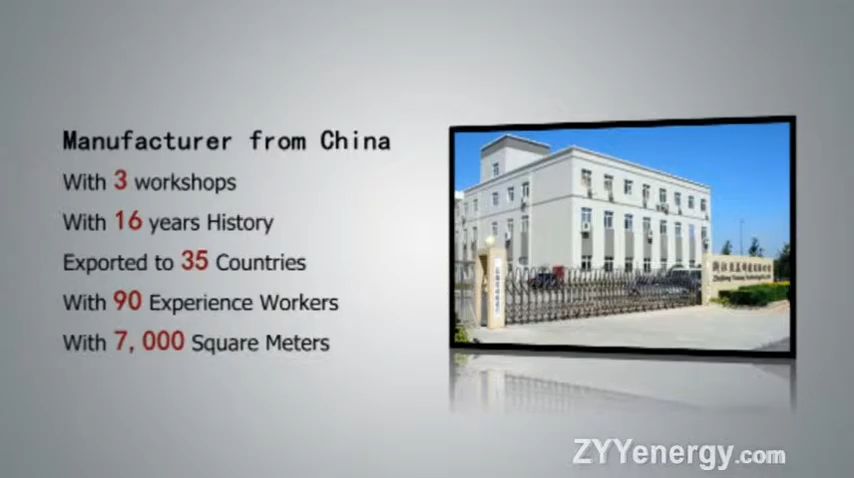 Manufacturer from China
With 3 workshops
With 16 years History
Exported to 35 Countries
With 90 Experience Workers
With 7, 000 Square Meters
ZYYenergy.com